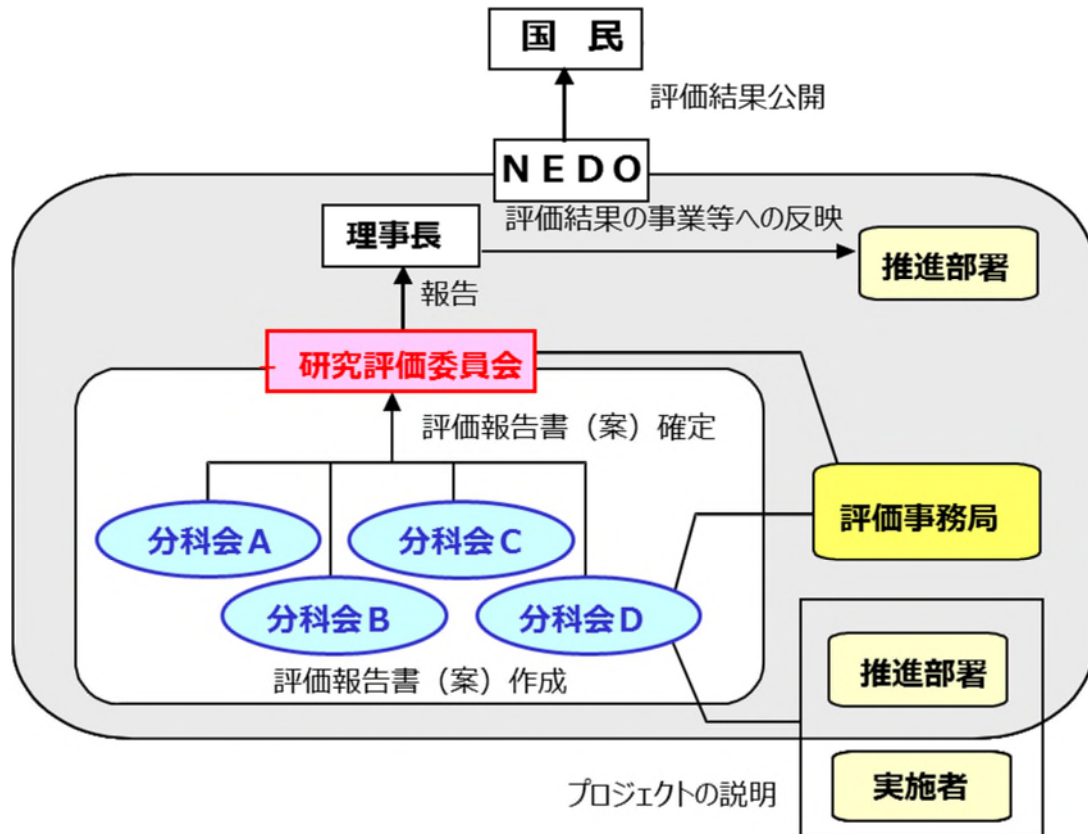 国 民
評価結果公開
ＮＥＤＯ
評価結果の事業等への反映
理事長
推進部署
報告
研究評価委員会
評価報告書（案）確定
分科会Ａ
分科会Ｃ
評価事務局
分科会Ｂ
分科会Ｄ
評価報告書（案）作成
推進部署
プロジェクトの説明
実施者